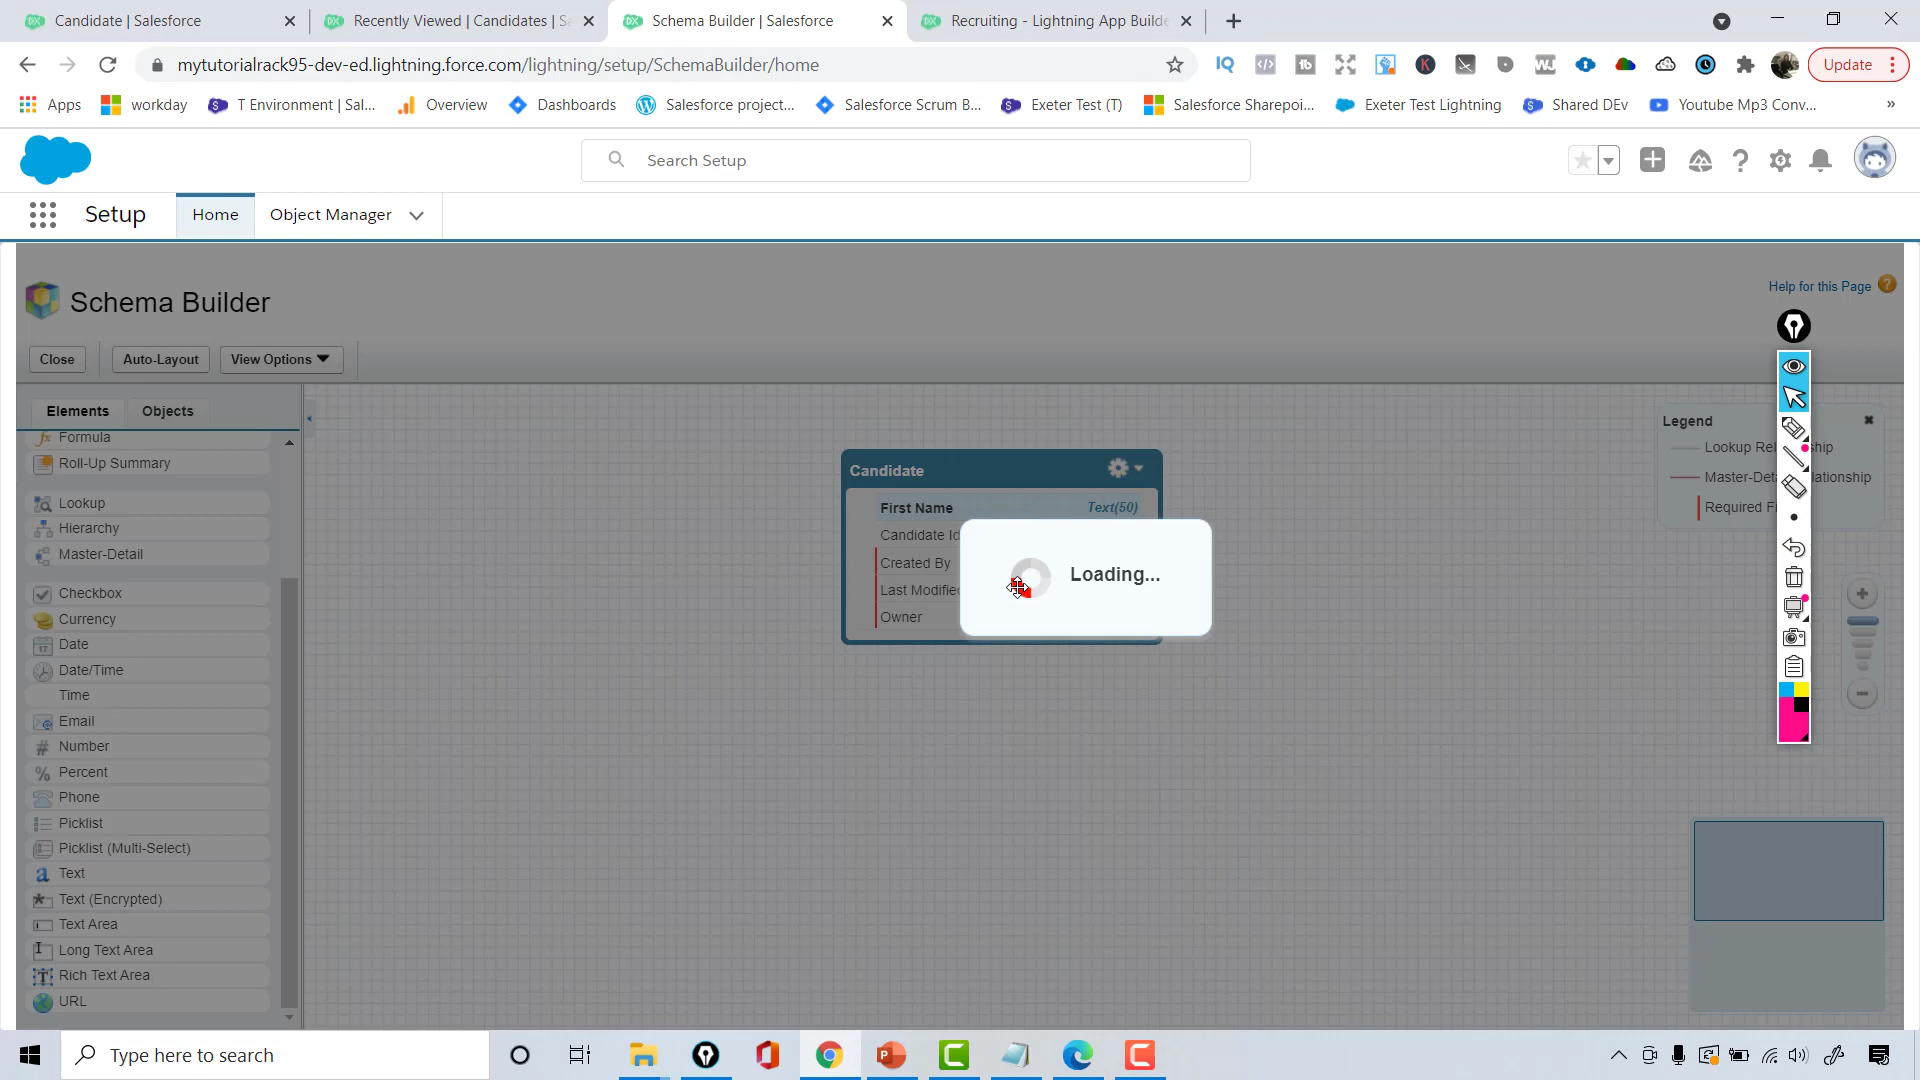 Candidate | Salesforce
Recently Viewed | Candidates | Sa
Schema Builder | Salesforce
Recruiting - Lightning App Builde
mytutorialrack95-dev-ed.lightning.force.com/lightning/setup/SchemaBuilder/home
Update
Apps
workday
T Environment | Sal...
Overview
Dashboards
Salesforce project...
Salesforce Scrum B...
Exeter Test (T)
Salesforce Sharepoi...
Exeter Test Lightning
Shared DEv
Youtube Mp3 Conv...
»
Search Setup
Setup
Home
Object Manager
Schema Builder
Help for this Page
Close
Auto-Layout
View Options
Elements
Objects
Formula
Roll-Up Summary
Lookup
Hierarchy
Master-Detail
Checkbox
Currency
Date
Date/Time
Time
Email
Number
Percent
Phone
Picklist
Picklist (Multi-Select)
Text
Text (Encrypted)
Text Area
Long Text Area
Rich Text Area
URL
Candidate
First Name Text(50)
Candidate Id
Created By
Last Modified
Owner
Loading...
Legend
Lookup Rel hip
Master-Deta lationship
Required Fi
Type here to search